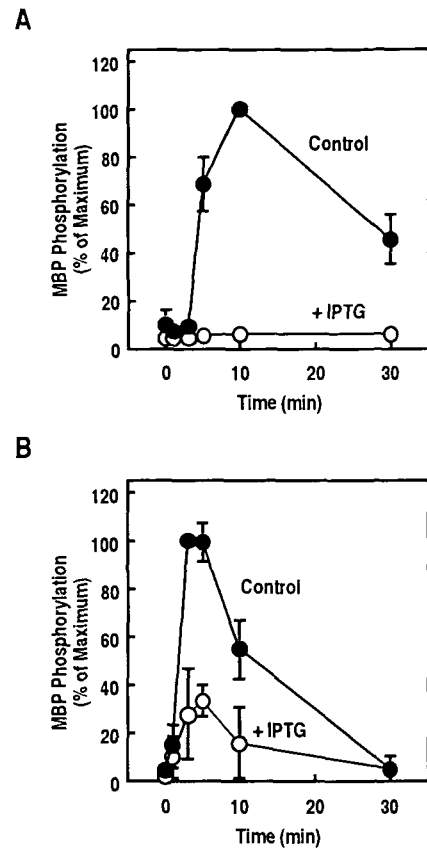 A
MBP Phosphorylation
(% of Maximum)
120
100
80
60
40
20
0
Control
+ IPTG
0
10
20
30
Time (min)
B
MBP Phosphorylation
(% of Maximum)
120
100
80
60
40
20
0
Control
+ IPTG
0
10
20
30
Time (min)